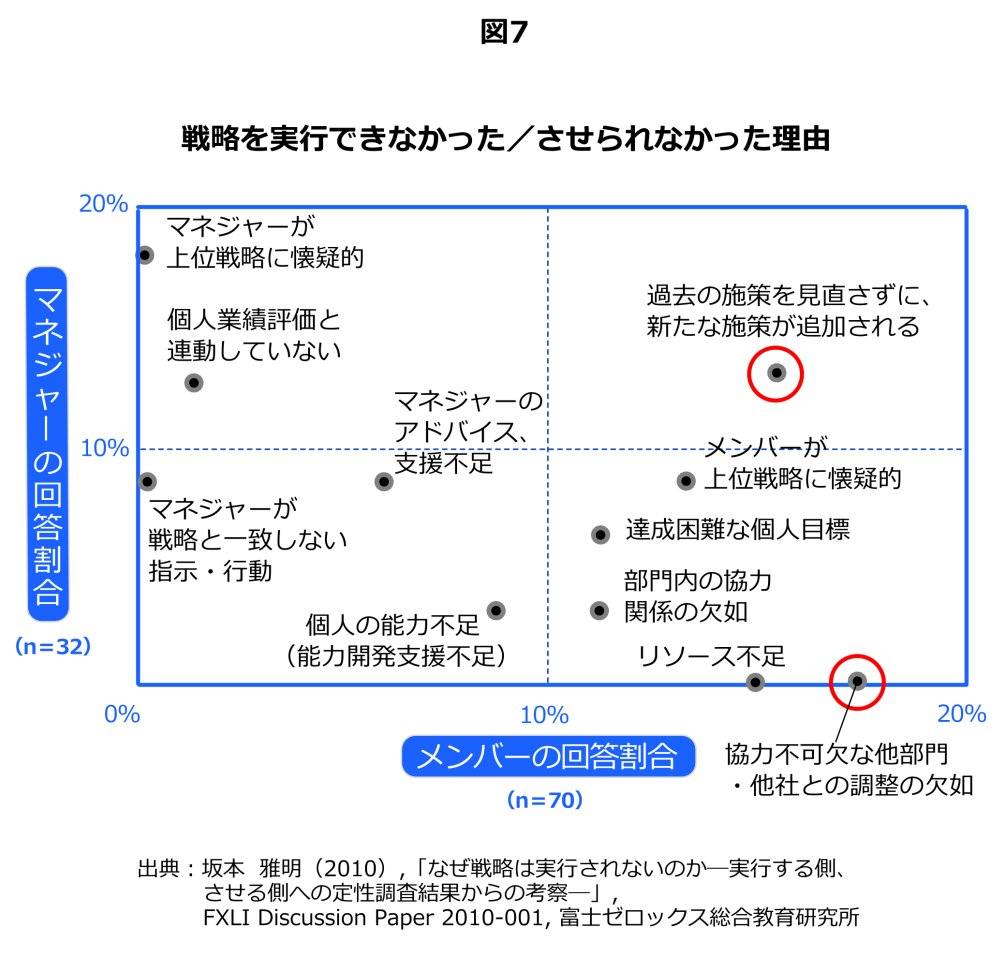 図7
戦略を実行できなかった／させられなかった理由
20%
マネジャーが
上位戦略に懐疑的
過去の施策を見直さずに、
新たな施策が追加される
個人業績評価と
連動していない
マネジャーの
アドバイス、
支援不足
10%
メンバーが
上位戦略に懐疑的
マネジャーが
戦略と一致しない
指示・行動
達成困難な個人目標
部門内の協力
関係の欠如
個人の能力不足
（能力開発支援不足）
リソース不足
マネジャーの回答割合
（n＝32）
0%
10%
20%
メンバーの回答割合
（n＝70）
協力不可欠な他部門
・他社との調整の欠如
出典：坂本　雅明（2010）,「なぜ戦略は実行されないのか―実行する側、
させる側への定性調査結果からの考察―」,
FXLI Discussion Paper 2010-001, 富士ゼロックス総合教育研究所